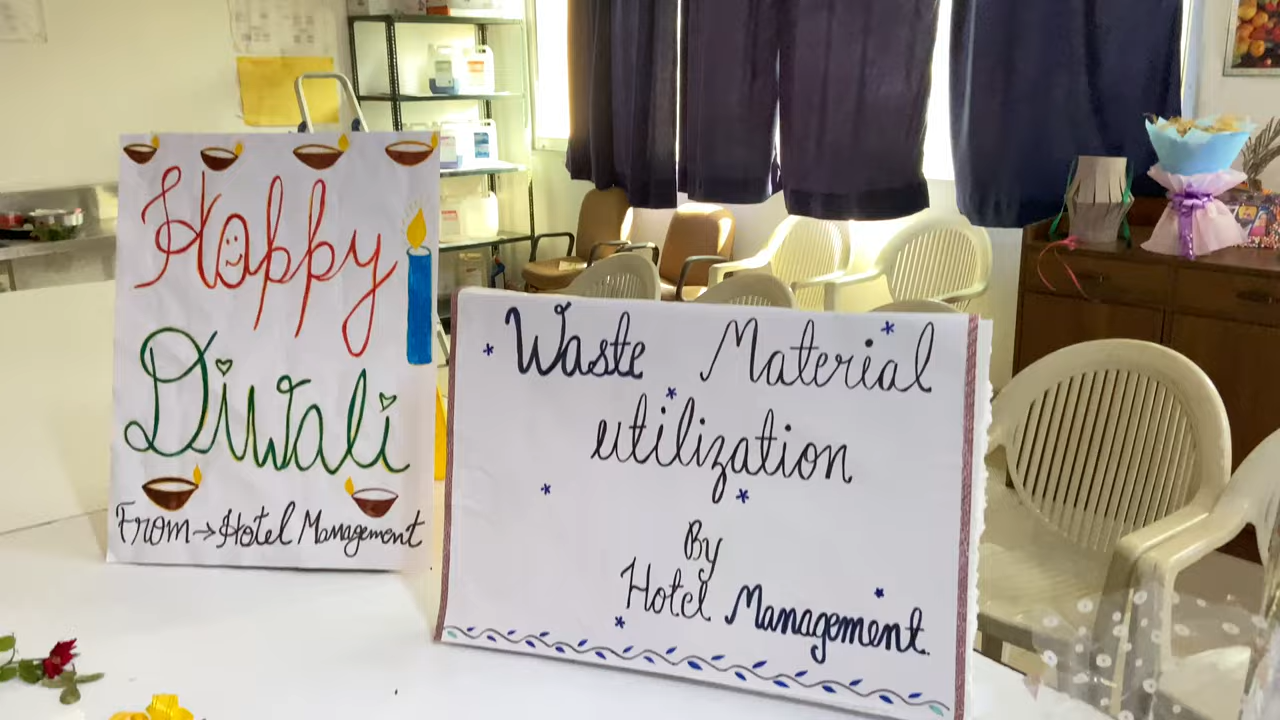 Happy
Diwali
From → Hotel Management
Waste Material
utilization
By
Hotel Management.